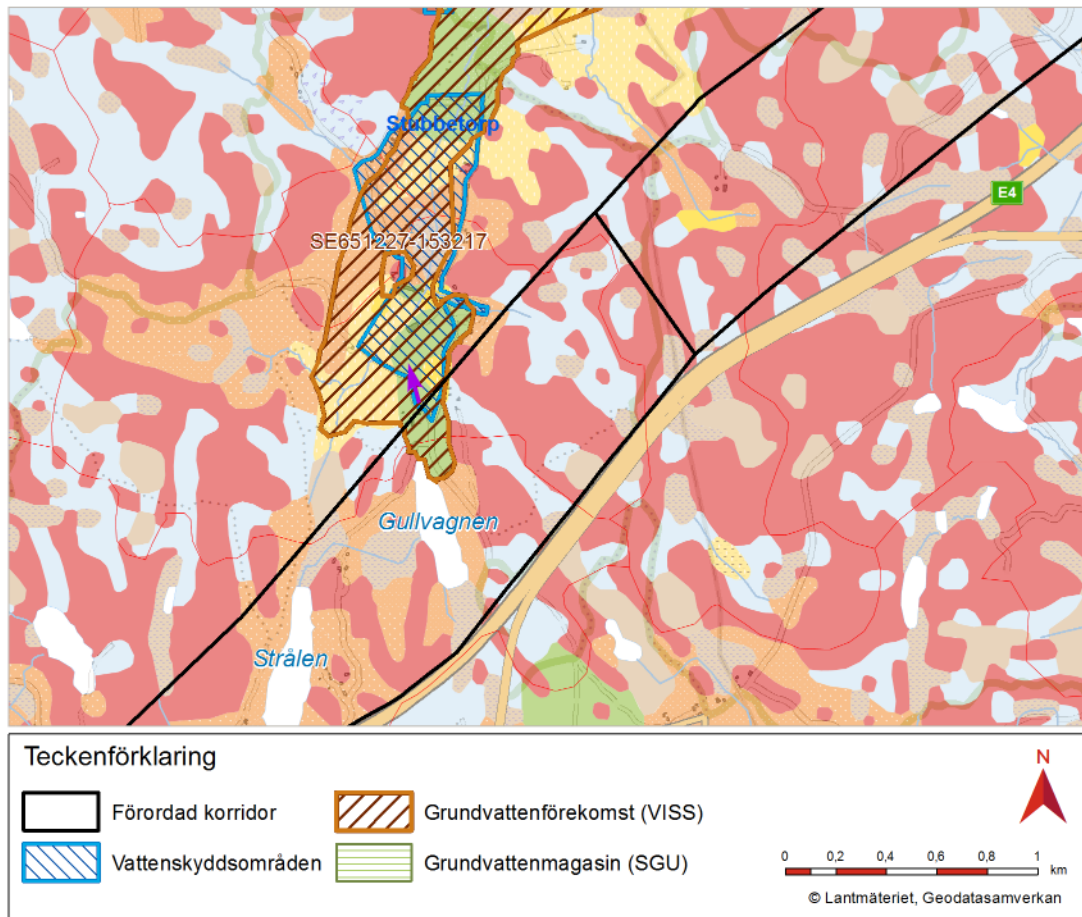 Stubbetorp
E4
SE651227-153217
Gullvagnen
Strålen
Teckenförklaring
Förordad korridor
Grundvattenförekomst (VISS)
Vattenskyddsområden
Grundvattenmagasin (SGU)
N
0 0,2 0,4 0,6 0,8 1
km
© Lantmäteriet, Geodatasamverkan